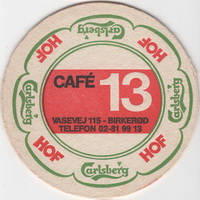 Carlsberg
HOF
HOF
CAFÉ 13
VASEVEJ 115 - BIRKERØD
TELEFON 02-81 99 13
Carlsberg
Carlsberg
HOF
HOF
Carlsberg